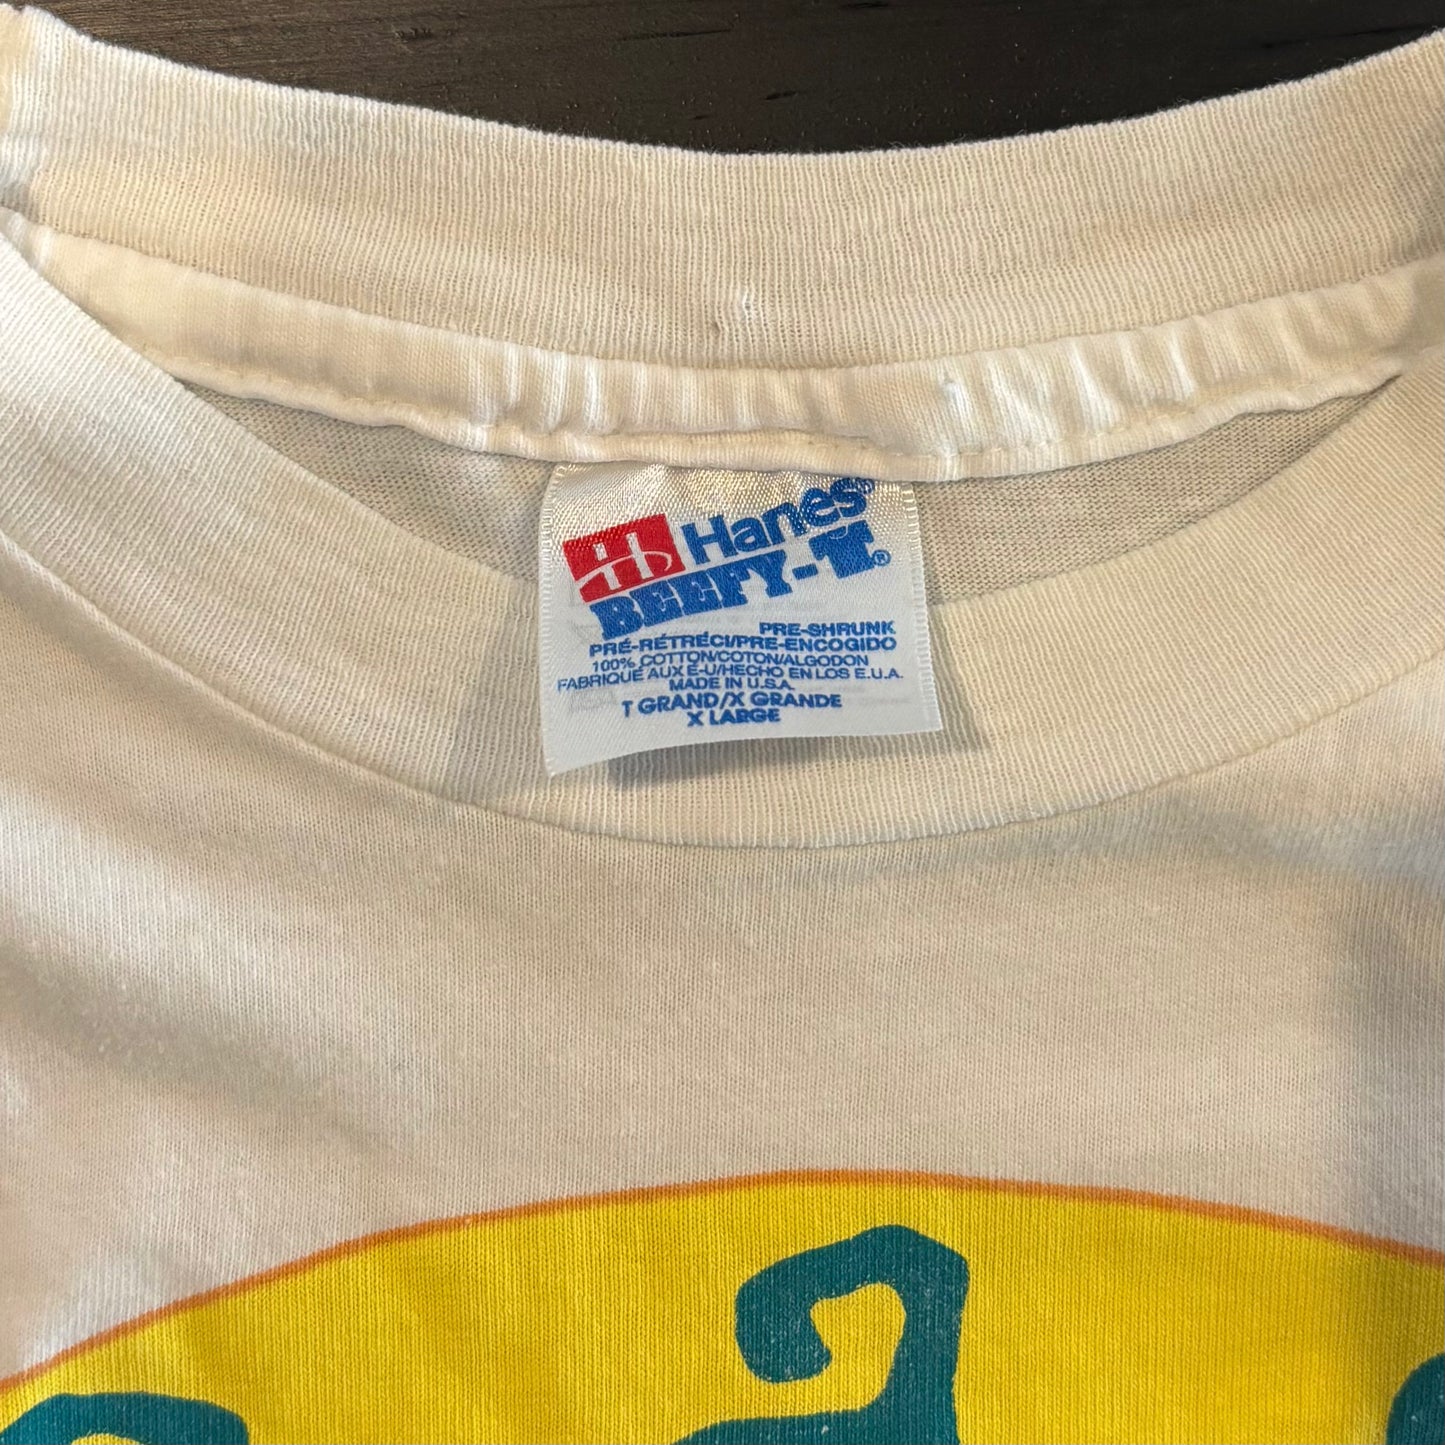 Hanes®
BEEFY-T®
PRE-SHRUNK
PRÉ-RÉTRÉCI/PRE-ENCOGIDO
100% COTTON/COTON/ALGODON
FABRIQUÉ AUX E-U/HECHO EN LOS E.U.A.
MADE IN U.S.A.
T GRAND/X GRANDE
X LARGE